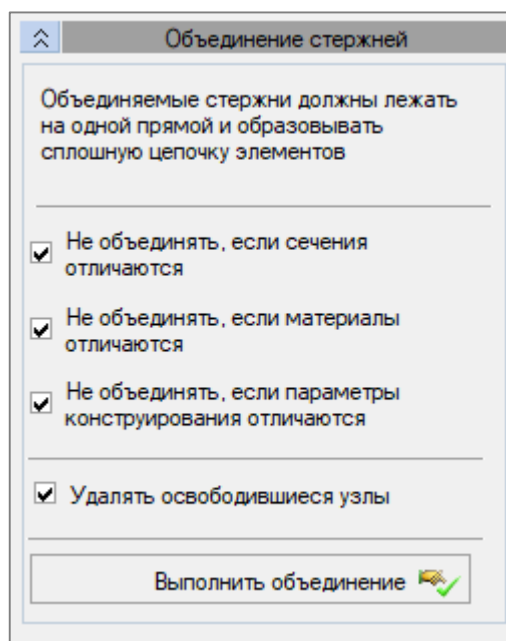 Объединение стержней
Объединяемые стержни должны лежать
на одной прямой и образовывать
сплошную цепочку элементов
Не объединять, если сечения
отличаются
Не объединять, если материалы
отличаются
Не объединять, если параметры
конструирования отличаются
Удалять освободившиеся узлы
Выполнить объединение